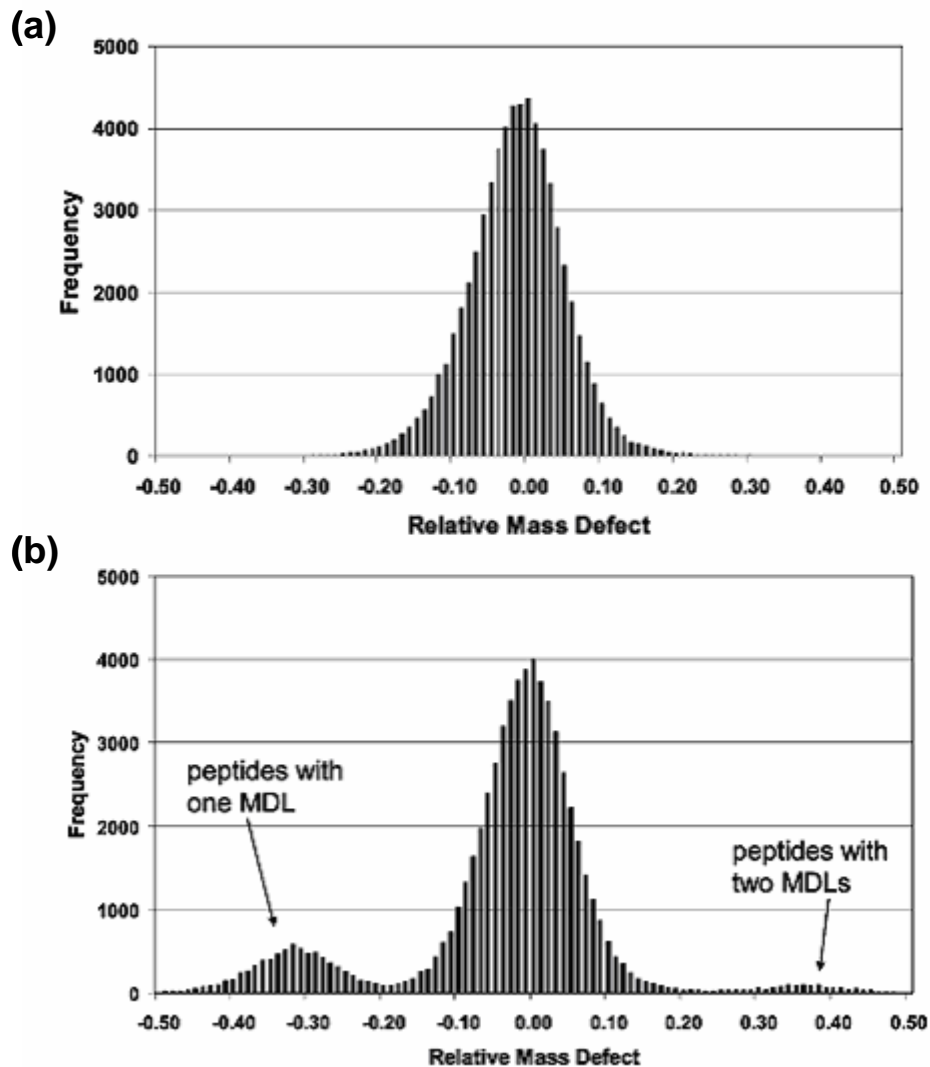 (a)
5000
4000
3000
2000
1000
0
Frequency
-0.50 -0.40 -0.30 -0.20 -0.10 0.00 0.10 0.20 0.30 0.40 0.50
Relative Mass Defect
(b)
5000
4000
3000
2000
1000
0
Frequency
peptides with
one MDL
peptides with
two MDLs
-0.50 -0.40 -0.30 -0.20 -0.10 0.00 0.10 0.20 0.30 0.40 0.50
Relative Mass Defect